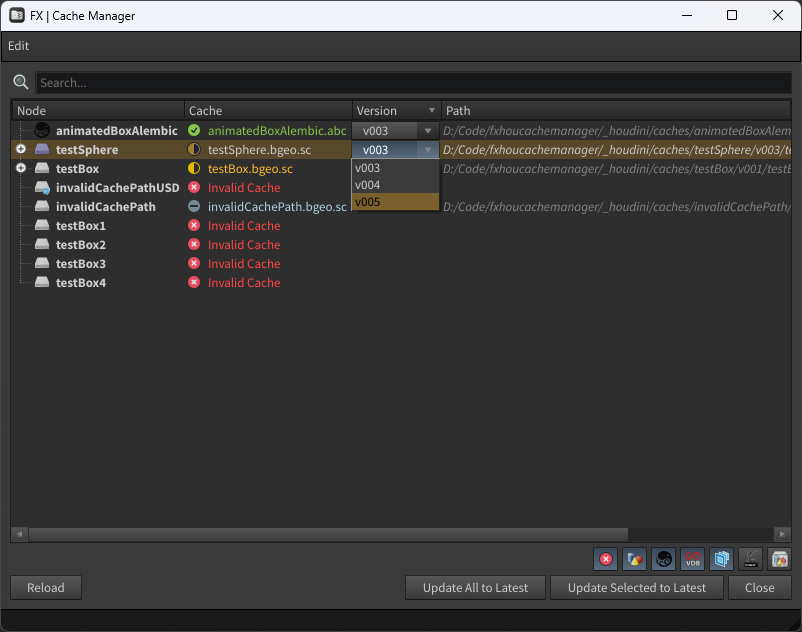 FX | Cache Manager
Edit
Search...
Node Cache Version Path
animatedBoxAlembic animatedBoxAlembic.abc v003 D:/Code/fxhoucachemanager/_houdini/caches/animatedBoxAlem
testSphere testSphere.bgeo.sc v003 D:/Code/fxhoucachemanager/_houdini/caches/testSphere/v003/te
testBox testBox.bgeo.sc v003 D:/Code/fxhoucachemanager/_houdini/caches/testBox/v001/testB
v004
invalidCachePathUSD Invalid Cache
v005
invalidCachePath invalidCachePath.bgeo.sc D:/Code/fxhoucachemanager/_houdini/caches/invalidCachePath/
testBox1 Invalid Cache
testBox2 Invalid Cache
testBox3 Invalid Cache
testBox4 Invalid Cache
VDB
Reload Update All to Latest Update Selected to Latest Close